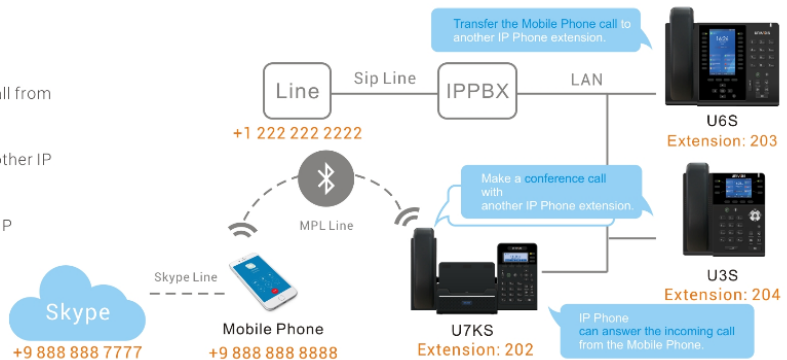 Transfer the Mobile Phone call to
another IP Phone extension.
Line
Sip Line
IPPBX
LAN
all from
+1 222 222 2222
U6S
Extension: 203
other IP
Make a conference call
with
another IP Phone extension.
MPL Line
P
Skype Line
Skype
U3S
Extension: 204
Mobile Phone
U7KS
IP Phone
can answer the incoming call
from the Mobile Phone.
+9 888 888 7777
+9 888 888 8888
Extension: 202